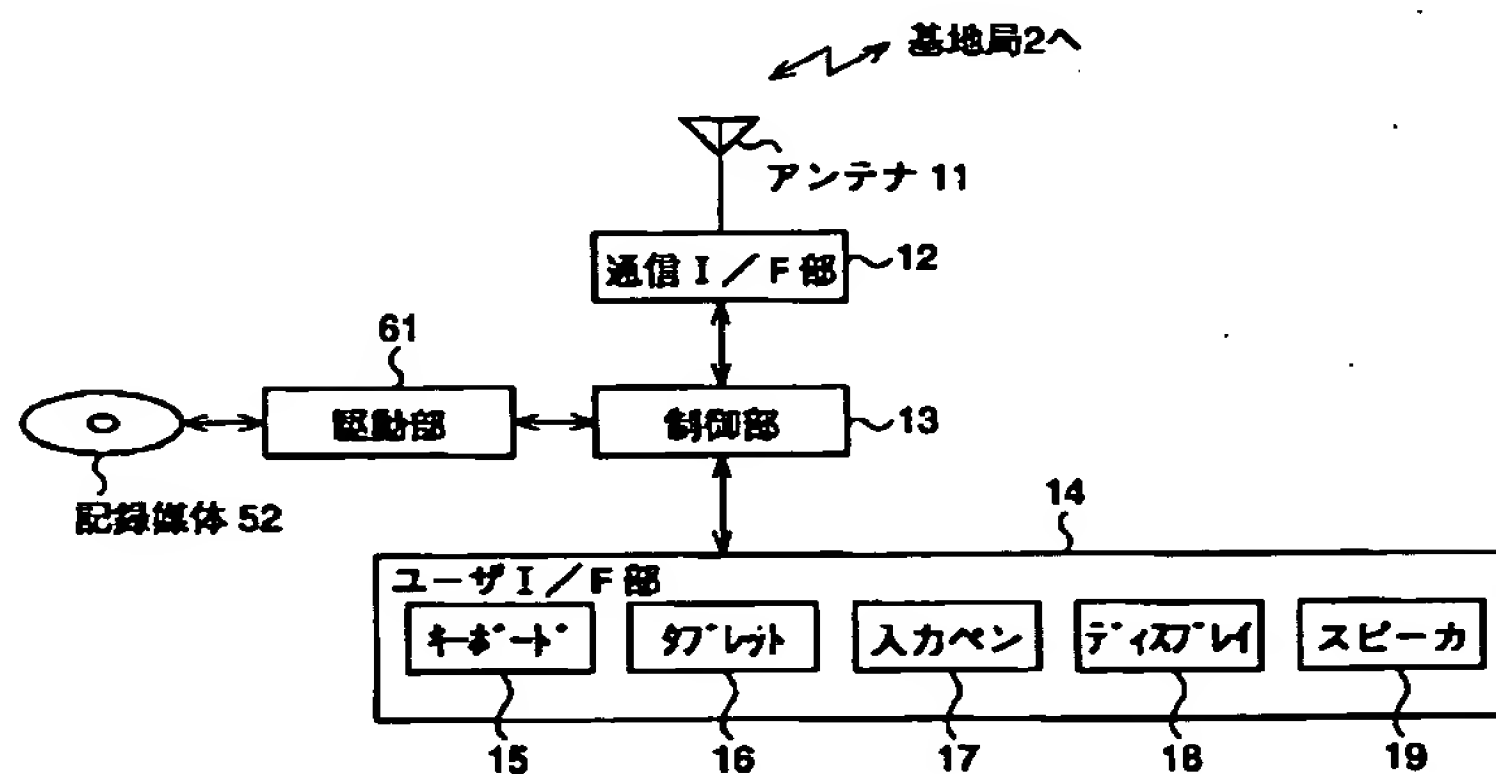 基地局2へ
アンテナ 11
通信Ｉ／Ｆ部
12
61
駆動部
制御部
13
記録媒体 52
14
ユーザＩ／Ｆ部
キーボード
タブレット
入力ペン
ディスプレイ
スピーカ
15
16
17
18
19